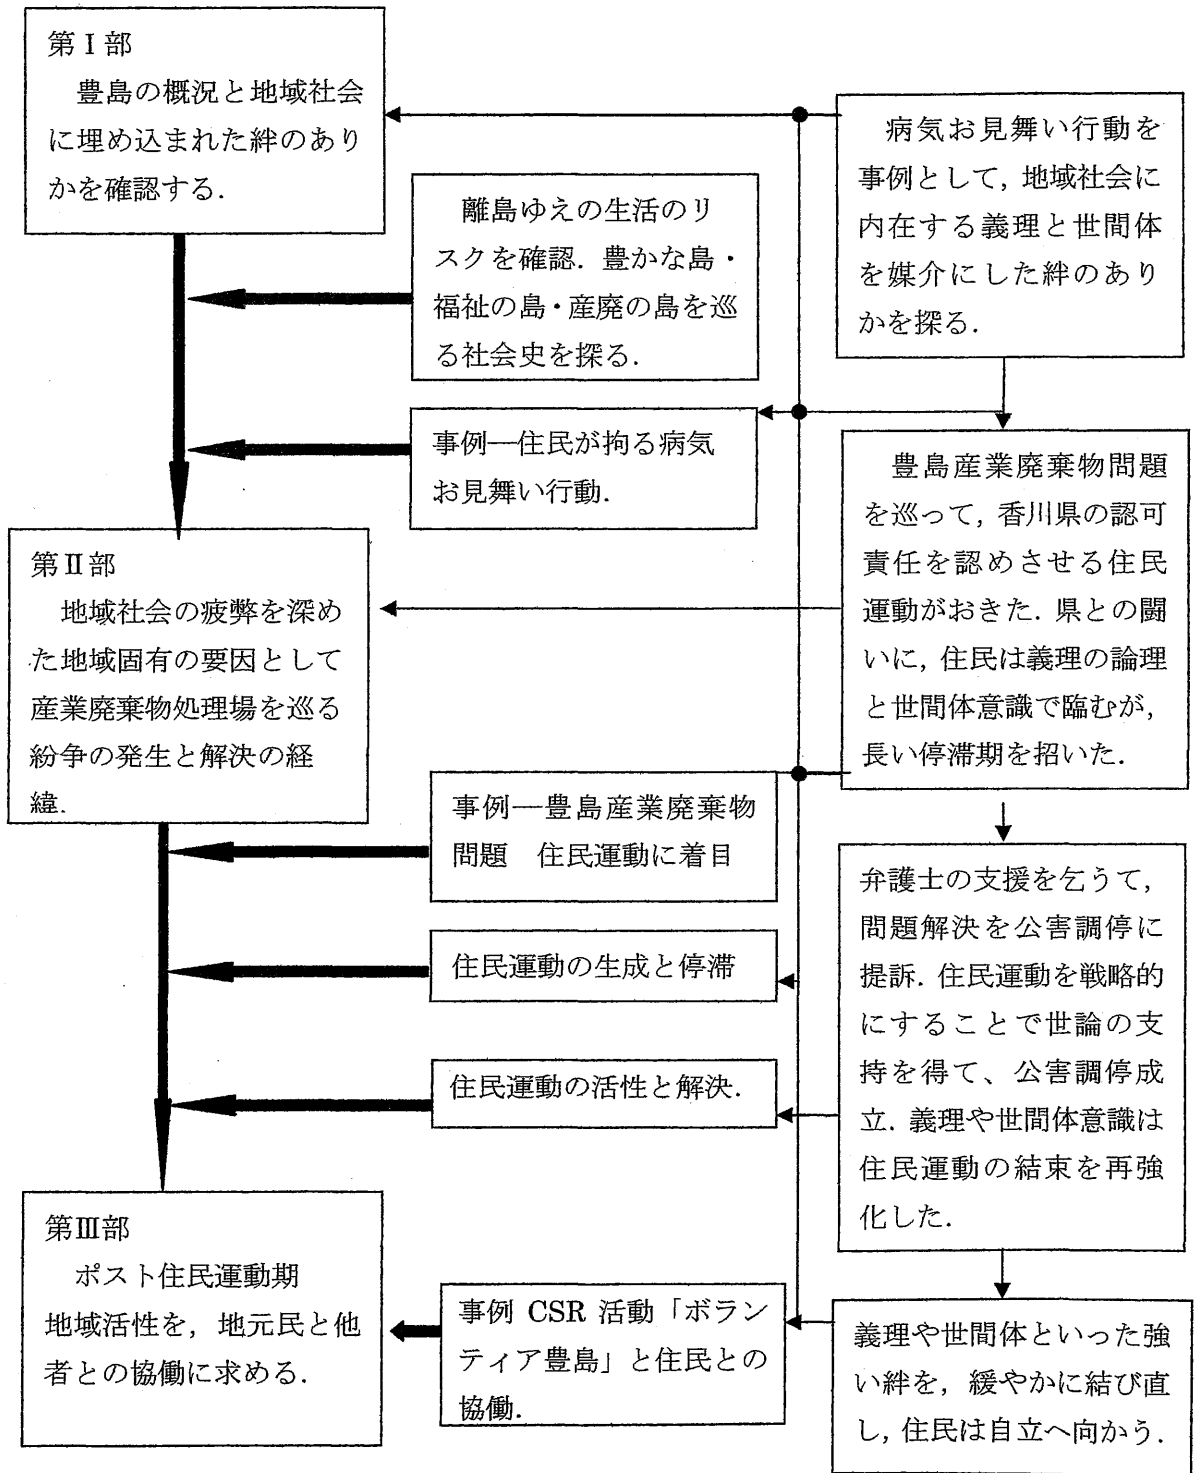 第Ⅰ部
豊島の概況と地域社会
に埋め込まれた絆のあり
かを確認する.
離島ゆえの生活のリ
スクを確認. 豊かな島・
福祉の島・産廃の島を巡
る社会史を探る.
事例―住民が拘る病気
お見舞い行動.
第Ⅱ部
地域社会の疲弊を深め
た地域固有の要因として
産業廃棄物処理場を巡る
紛争の発生と解決の経
緯.
事例―豊島産業廃棄物
問題　住民運動に着目
住民運動の生成と停滞
住民運動の活性と解決.
第Ⅲ部
ポスト住民運動期
地域活性を, 地元民と他
者との協働に求める.
事例 CSR 活動「ボラン
ティア豊島」と住民との
協働.
病気お見舞い行動を
事例として, 地域社会に
内在する義理と世間体
を媒介にした絆のあり
かを探る.
豊島産業廃棄物問題
を巡って, 香川県の認可
責任を認めさせる住民
運動がおきた. 県との闘
いに, 住民は義理の論理
と世間体意識で臨むが,
長い停滞期を招いた.
弁護士の支援を乞うて,
問題解決を公害調停に
提訴. 住民運動を戦略的
にすることで世論の支
持を得て、公害調停成
立. 義理や世間体意識は
住民運動の結束を再強
化した.
義理や世間体といった強
い絆を, 緩やかに結び直
し, 住民は自立へ向かう.